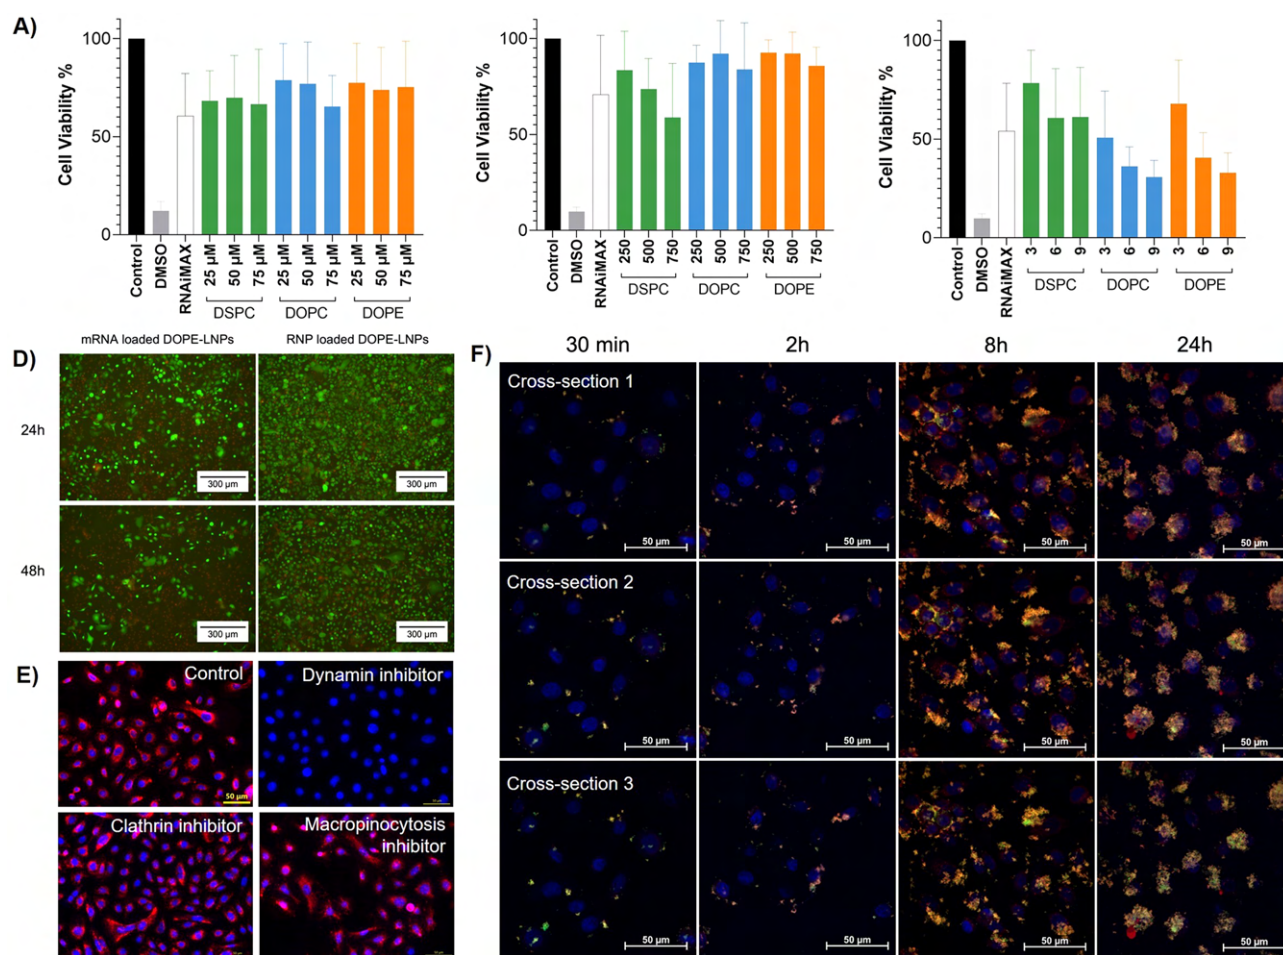 A)
Cell Viability %
100
50
0
Control
DMSO
RNAiMAX
25 µM
50 µM
75 µM
25 µM
50 µM
75 µM
25 µM
50 µM
75 µM
DSPC
DOPC
DOPE
Cell Viability %
100
50
0
Control
DMSO
RNAiMAX
250
500
750
250
500
750
250
500
750
DSPC
DOPC
DOPE
Cell Viability %
100
50
0
Control
DMSO
RNAiMAX
3
6
9
3
6
9
3
6
9
DSPC
DOPC
DOPE
D)
mRNA loaded DOPE-LNPs
RNP loaded DOPE-LNPs
24h
300 µm
300 µm
48h
300 µm
300 µm
E)
Control
50 µm
Dynamin inhibitor
Clathrin inhibitor
Macropinocytosis
inhibitor
F)
30 min
2h
8h
24h
Cross-section 1
50 µm
50 µm
50 µm
50 µm
Cross-section 2
50 µm
50 µm
50 µm
50 µm
Cross-section 3
50 µm
50 µm
50 µm
50 µm